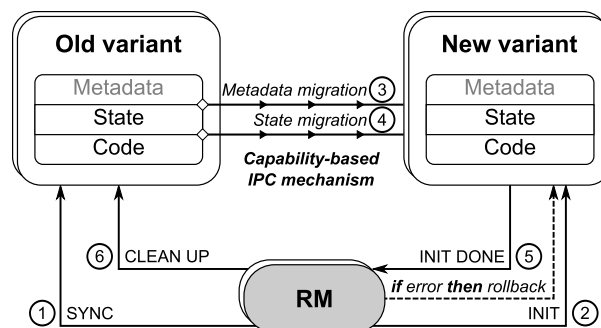 Old variant
New variant
Metadata
State
Code
Metadata migration 3
State migration 4
Capability-based
IPC mechanism
Metadata
State
Code
6 CLEAN UP
INIT DONE 5
RM
if error then rollback
1 SYNC
INIT 2